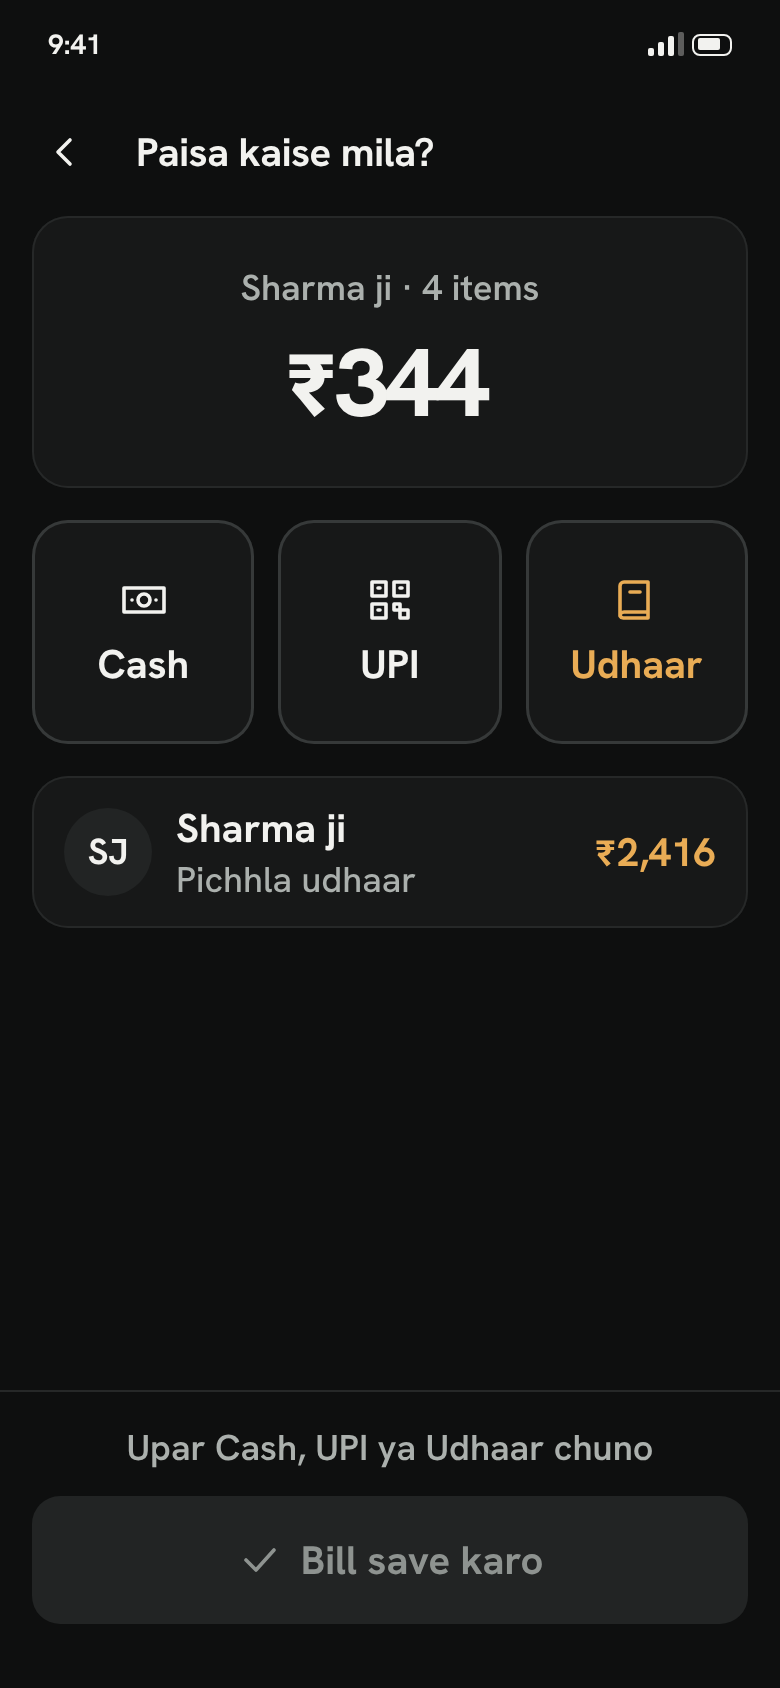 9:41
Paisa kaise mila?
Sharma ji · 4 items
₹344
Cash
UPI
Udhaar
SJ
Sharma ji
Pichhla udhaar
₹2,416
Upar Cash, UPI ya Udhaar chuno
Bill save karo